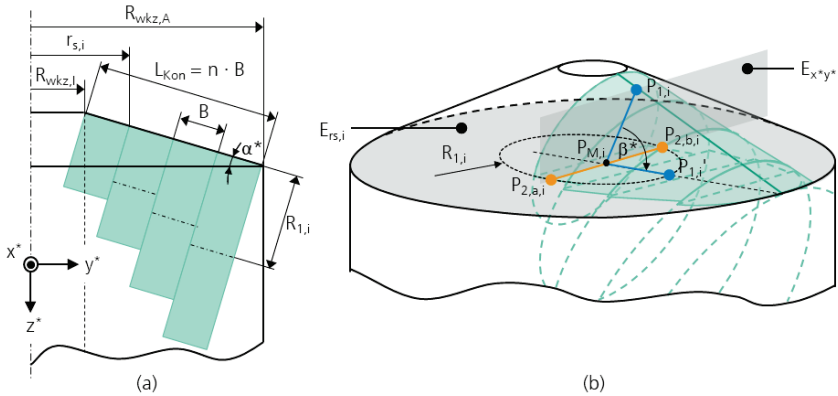 R_wkz,A
r_s,i
L_Kon = n · B
R_wkz,I
B
α*
R_1,i
x*
y*
z*
(a)
E_x*y*
P_1,i
E_rs,i
P_2,b,i
P_M,i
β*
R_1,i
P_1,i'
P_2,a,i
(b)